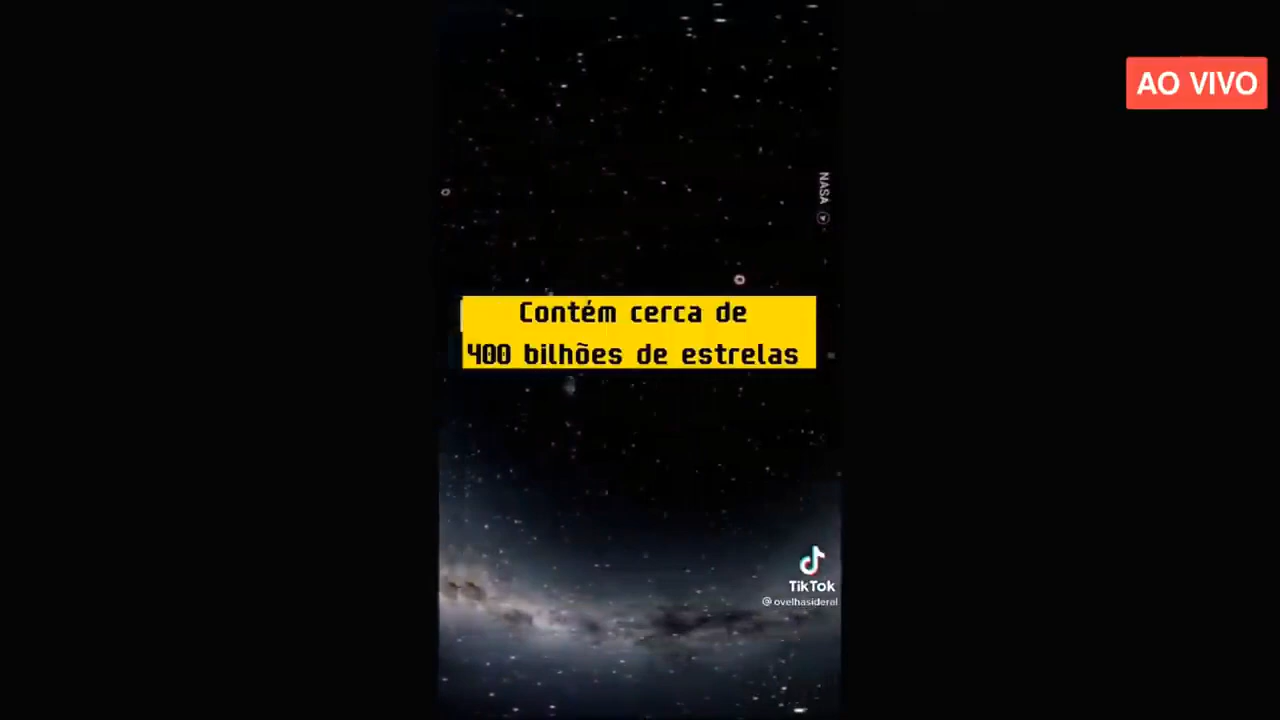 AO VIVO
NASA
Contém cerca de
400 bilhões de estrelas
TikTok
@ovelhasideral